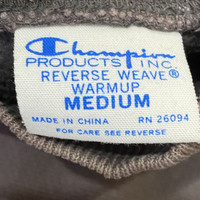 Champion
PRODUCTS INC
REVERSE WEAVE®
WARMUP
MEDIUM
MADE IN CHINA RN 26094
FOR CARE SEE REVERSE